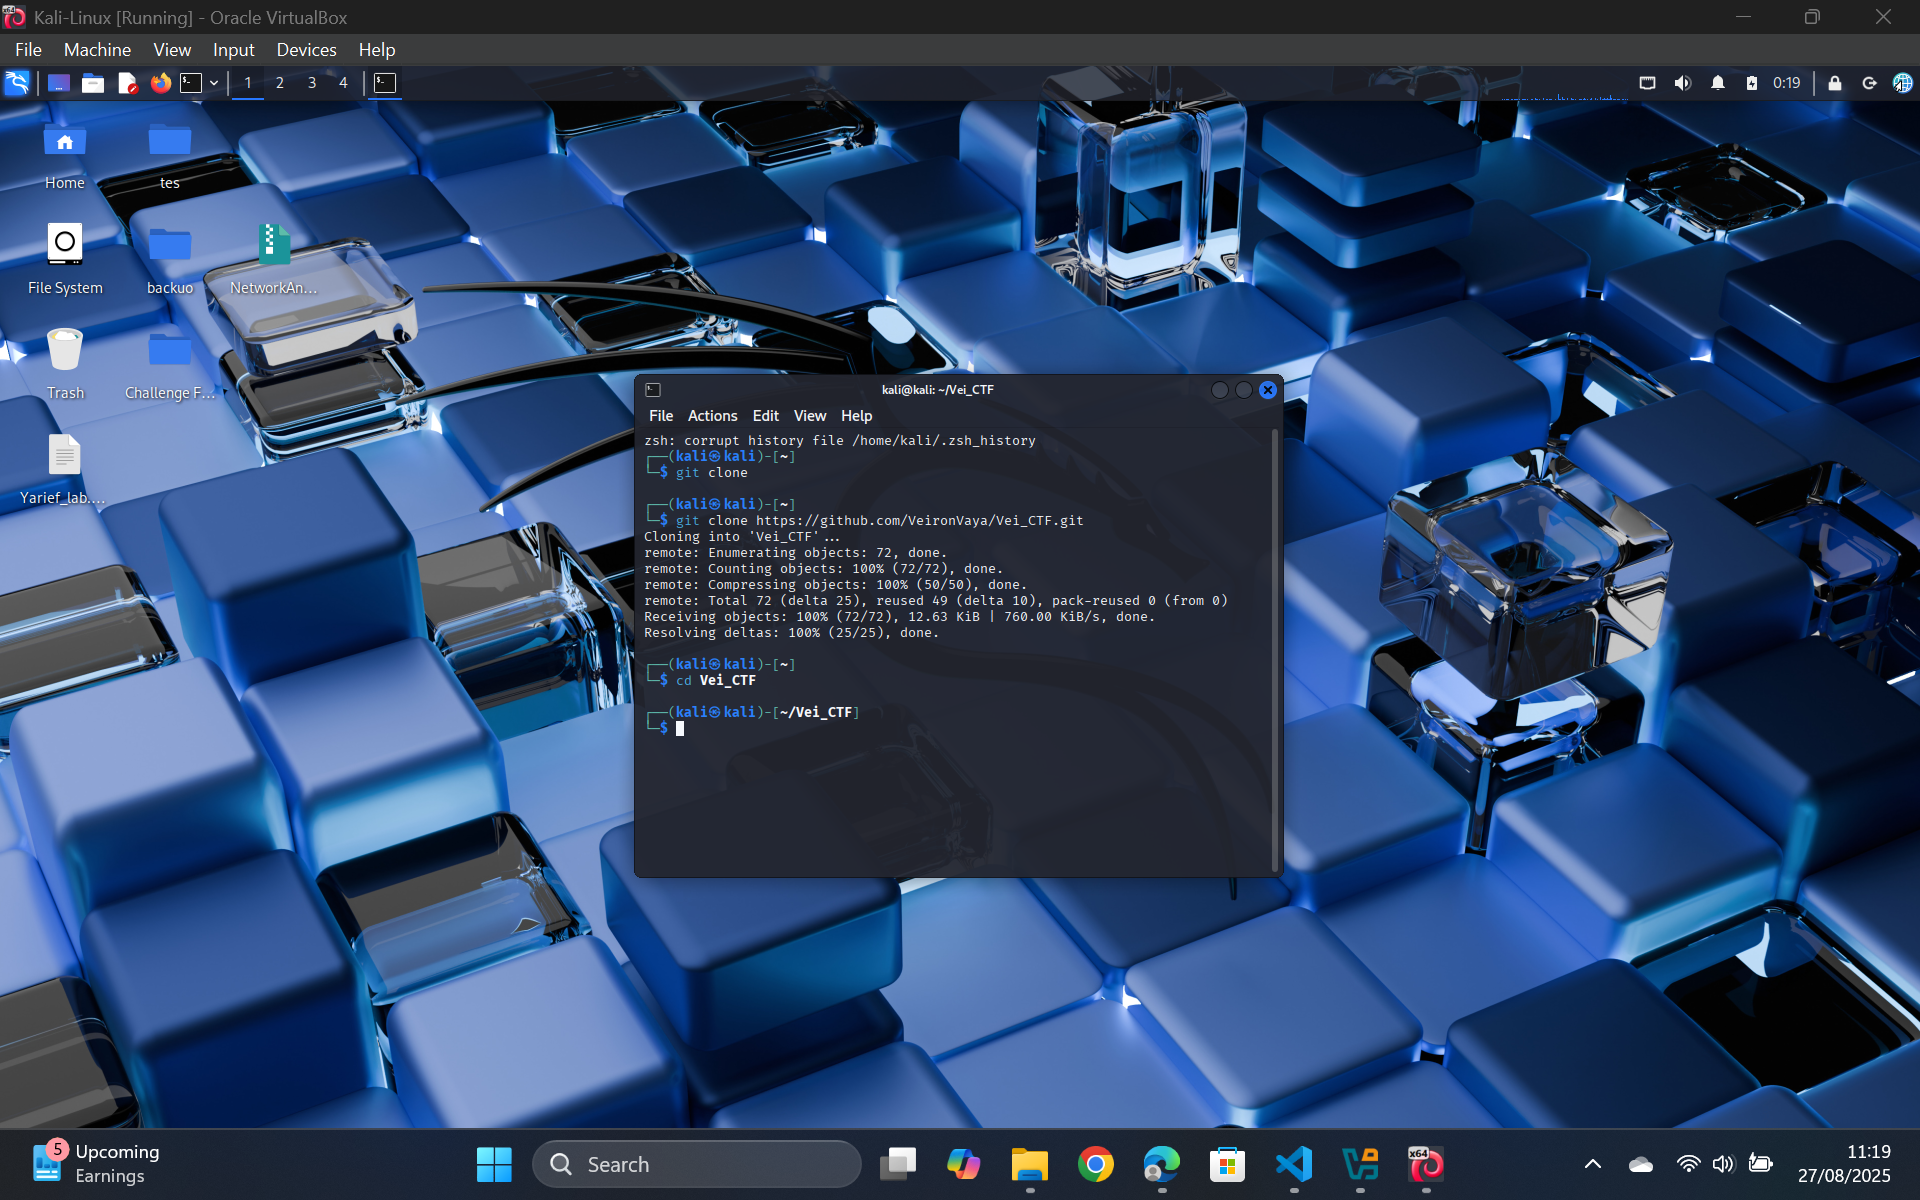 Kali-Linux [Running] - Oracle VirtualBox
File Machine View Input Devices Help
1 2 3 4
0:19
Home
tes
File System
backuo
NetworkAn...
Trash
Challenge F...
Yarief_lab....
kali@kali: ~/Vei_CTF
File Actions Edit View Help
zsh: corrupt history file /home/kali/.zsh_history
┌──(kali㉿kali)-[~]
└─$ git clone
┌──(kali㉿kali)-[~]
└─$ git clone https://github.com/VeironVaya/Vei_CTF.git
Cloning into 'Vei_CTF'...
remote: Enumerating objects: 72, done.
remote: Counting objects: 100% (72/72), done.
remote: Compressing objects: 100% (50/50), done.
remote: Total 72 (delta 25), reused 49 (delta 10), pack-reused 0 (from 0)
Receiving objects: 100% (72/72), 12.63 KiB | 760.00 KiB/s, done.
Resolving deltas: 100% (25/25), done.
┌──(kali㉿kali)-[~]
└─$ cd Vei_CTF
┌──(kali㉿kali)-[~/Vei_CTF]
└─$
5
Upcoming
Earnings
Search
x64
11:19
27/08/2025